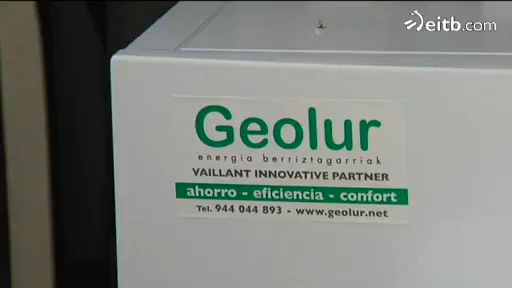 eitb.com
Geolur
energia berriztagarriak
VAILLANT INNOVATIVE PARTNER
ahorro - eficiencia - confort
Tel. 944 044 893 - www.geolur.net